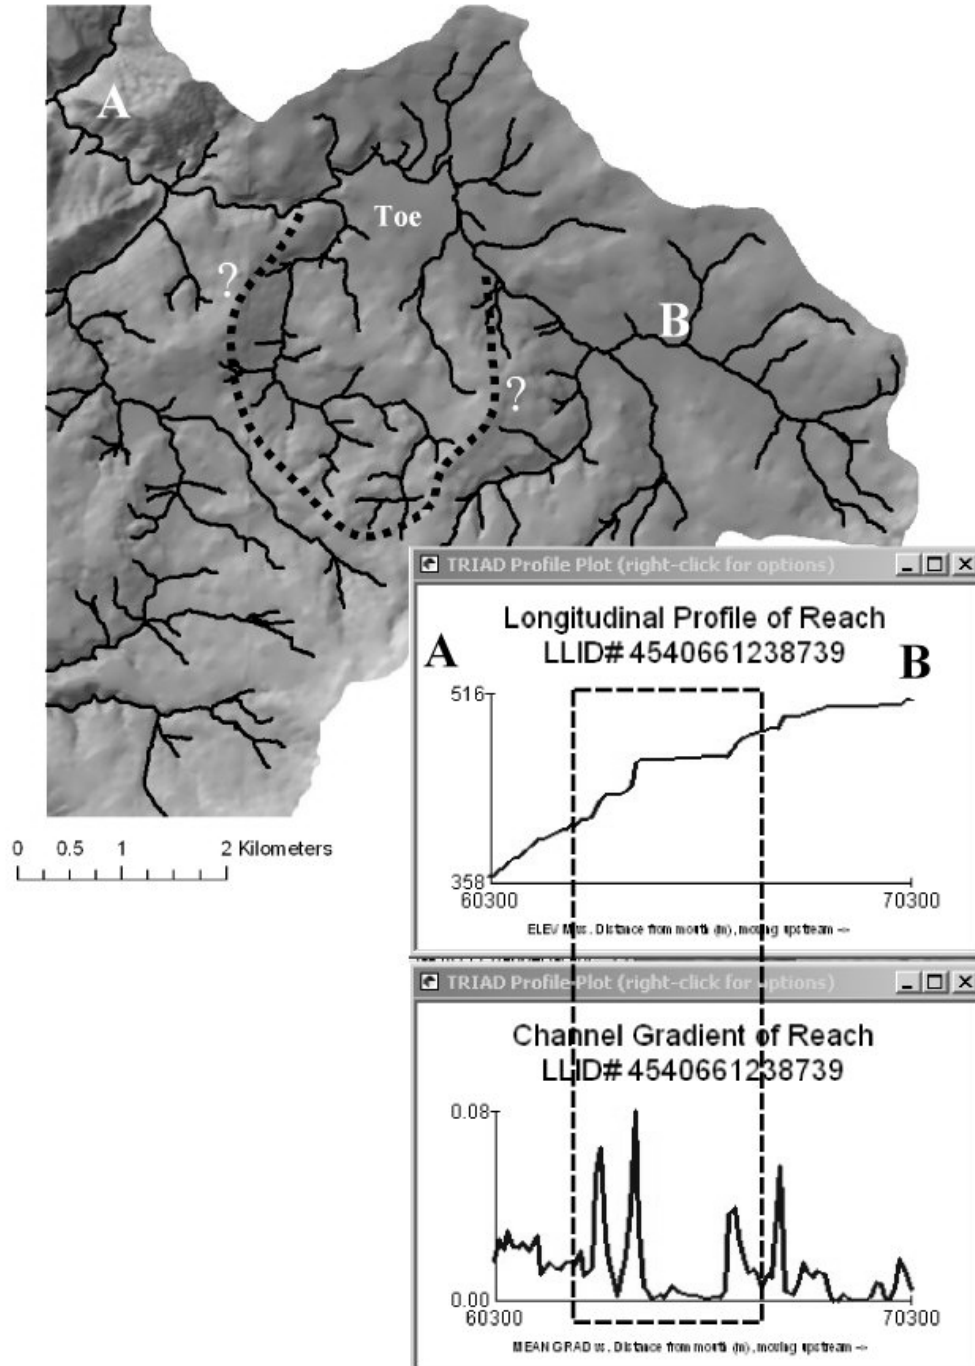 A
Toe
?
B
?
TRIAD Profile Plot (right-click for options)
Longitudinal Profile of Reach
A
LLID# 4540661238739
B
516
0 0.5 1 2 Kilometers
358
60300 70300
ELEV M vs. Distance from mouth (m), moving upstream ->
TRIAD Profile Plot (right-click for options)
Channel Gradient of Reach
LLID# 4540661238739
0.08
0.00
60300 70300
MEAN GRAD vs. Distance from mouth (m), moving upstream ->